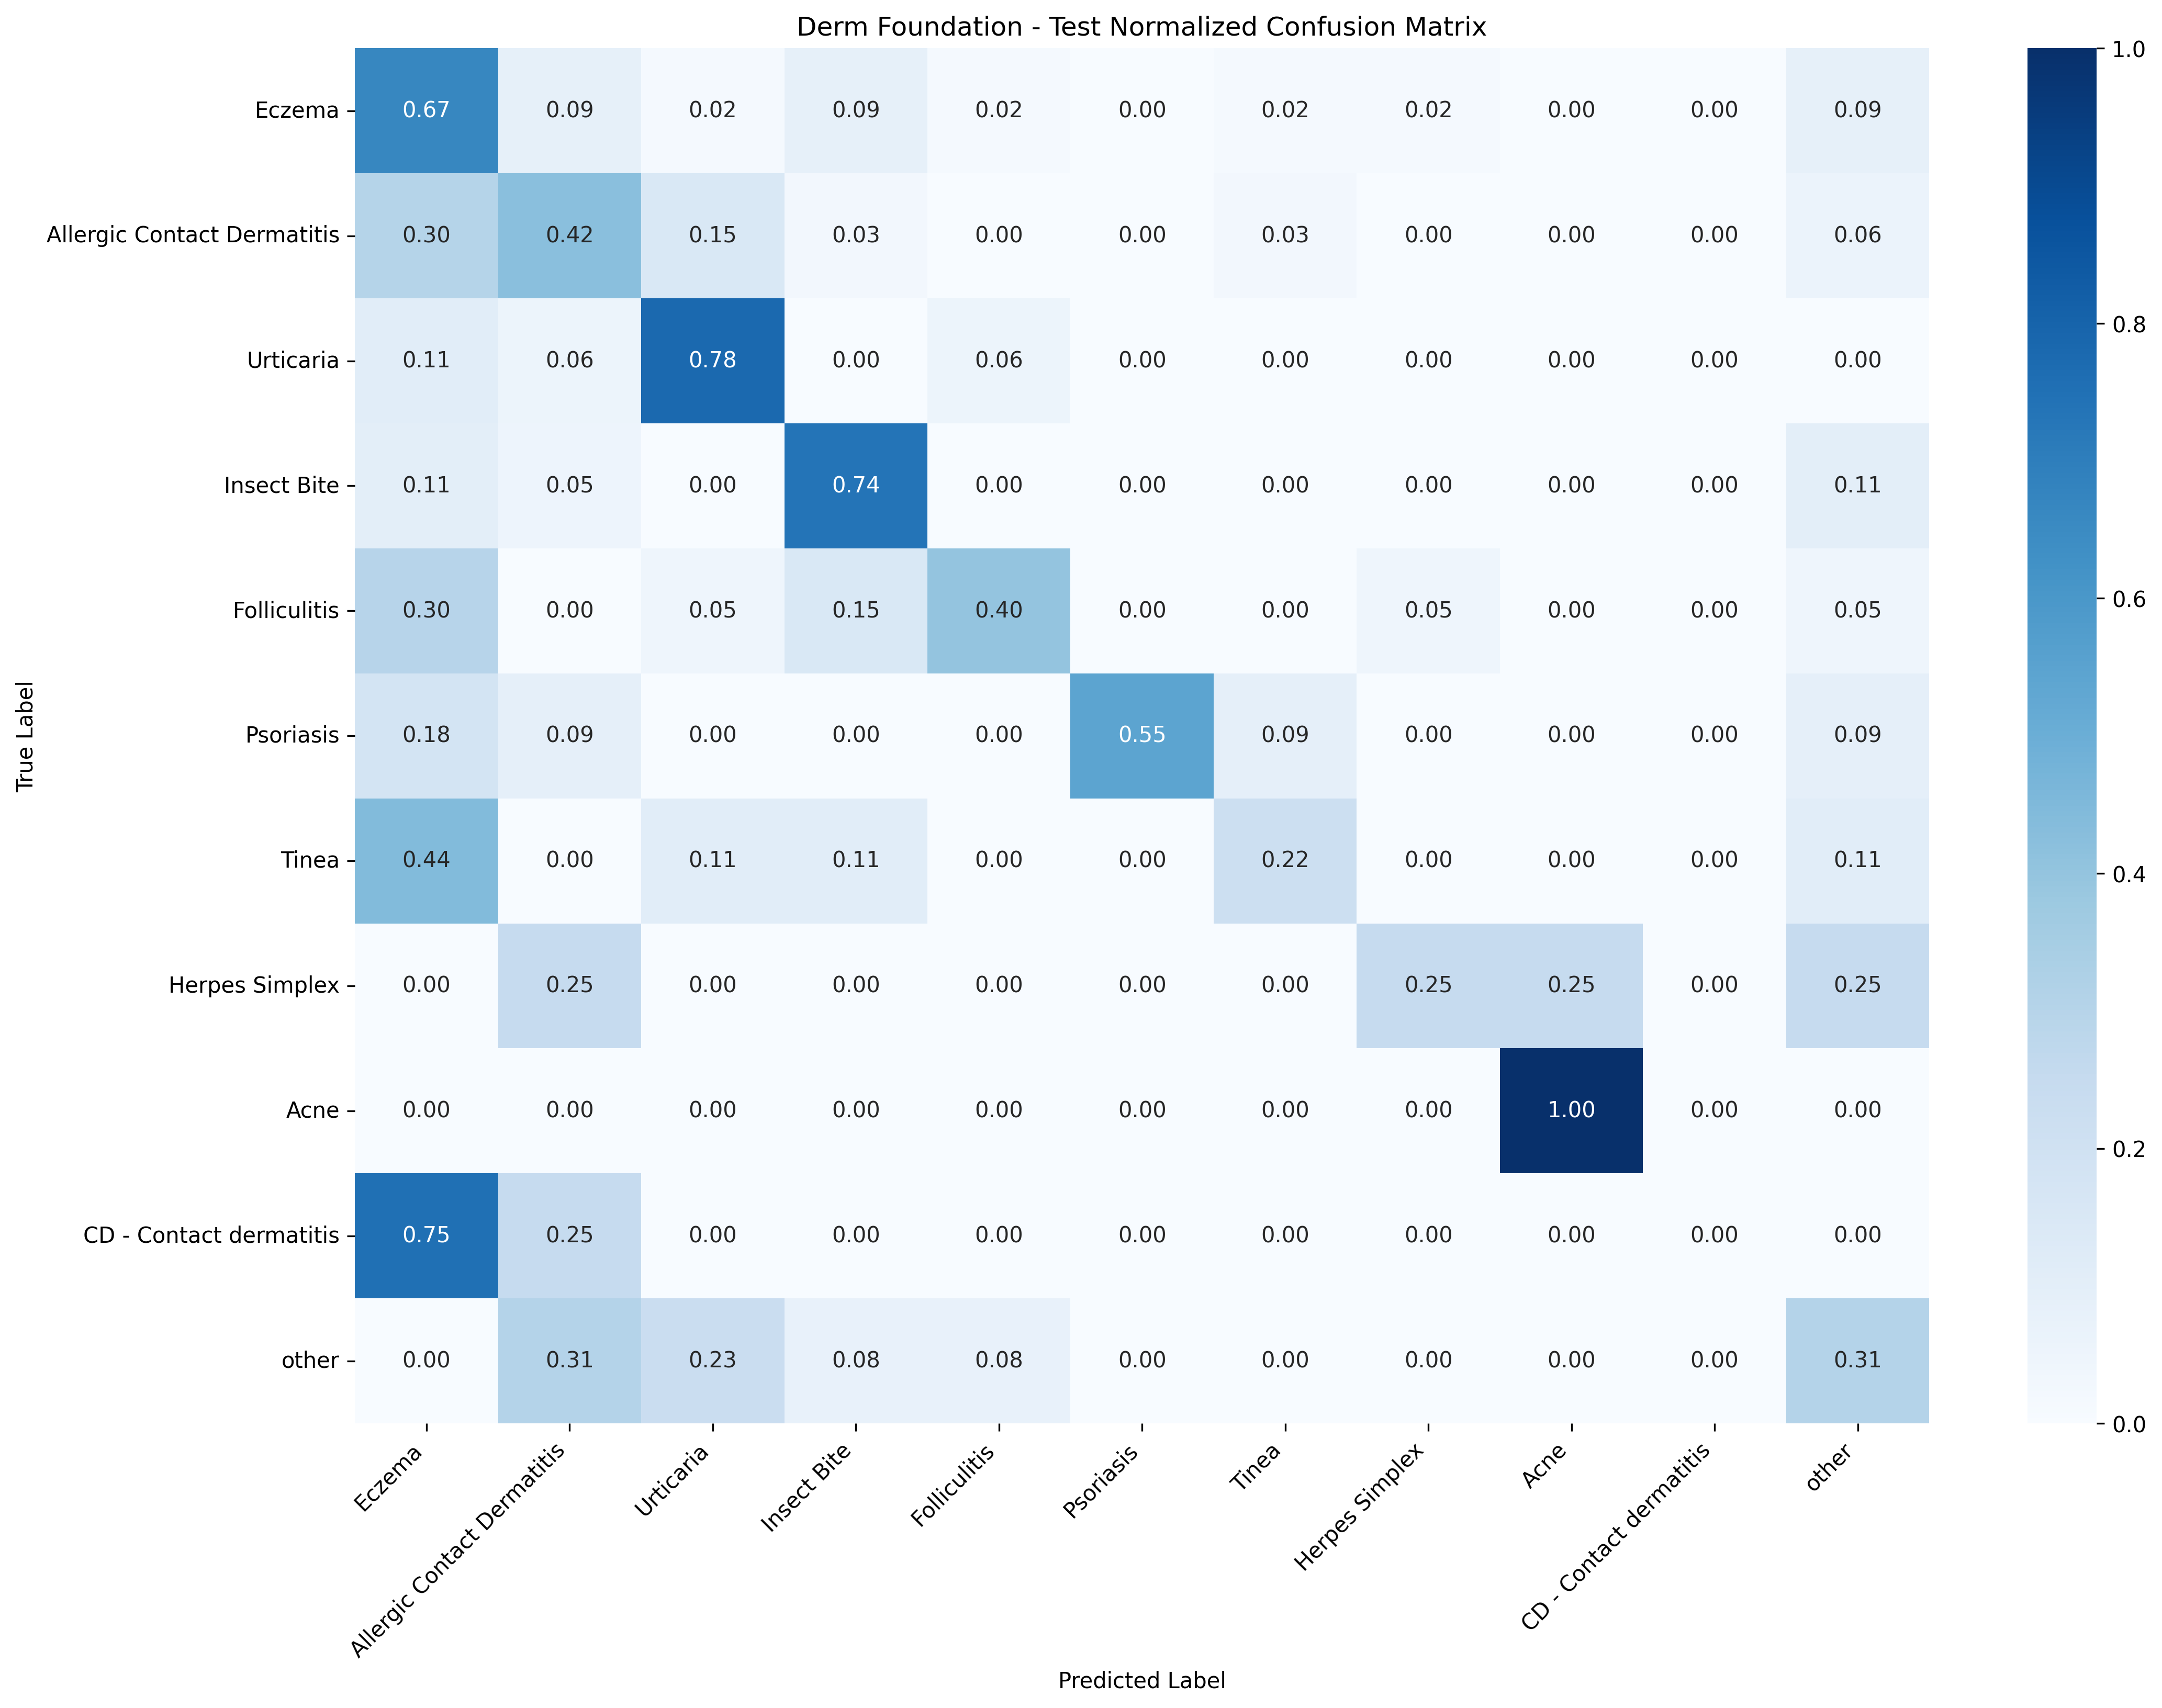 Derm Foundation - Test Normalized Confusion Matrix
Eczema 0.67 0.09 0.02 0.09 0.02 0.00 0.02 0.02 0.00 0.00 0.09
Allergic Contact Dermatitis 0.30 0.42 0.15 0.03 0.00 0.00 0.03 0.00 0.00 0.00 0.06
Urticaria 0.11 0.06 0.78 0.00 0.06 0.00 0.00 0.00 0.00 0.00 0.00
Insect Bite 0.11 0.05 0.00 0.74 0.00 0.00 0.00 0.00 0.00 0.00 0.11
Folliculitis 0.30 0.00 0.05 0.15 0.40 0.00 0.00 0.05 0.00 0.00 0.05
Psoriasis 0.18 0.09 0.00 0.00 0.00 0.55 0.09 0.00 0.00 0.00 0.09
Tinea 0.44 0.00 0.11 0.11 0.00 0.00 0.22 0.00 0.00 0.00 0.11
Herpes Simplex 0.00 0.25 0.00 0.00 0.00 0.00 0.00 0.25 0.25 0.00 0.25
Acne 0.00 0.00 0.00 0.00 0.00 0.00 0.00 0.00 1.00 0.00 0.00
CD - Contact dermatitis 0.75 0.25 0.00 0.00 0.00 0.00 0.00 0.00 0.00 0.00 0.00
other 0.00 0.31 0.23 0.08 0.08 0.00 0.00 0.00 0.00 0.00 0.31
True Label
Eczema
Allergic Contact Dermatitis
Urticaria
Insect Bite
Folliculitis
Psoriasis
Tinea
Herpes Simplex
Acne
CD - Contact dermatitis
other
Predicted Label
1.0
0.8
0.6
0.4
0.2
0.0